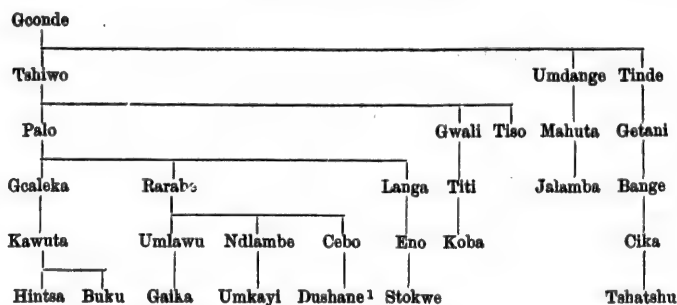 Gconde
Tshiwo Umdange Tinde
Palo Gwali Tiso Mahuta Getani
Gcaleka Rarabe Langa Titi Jalamba Bange
Kawuta Umlawu Ndlambe Cebo Eno Koba Cika
Hintsa Buku Gaika Umkayi Dushane¹ Stokwe Tshatshu